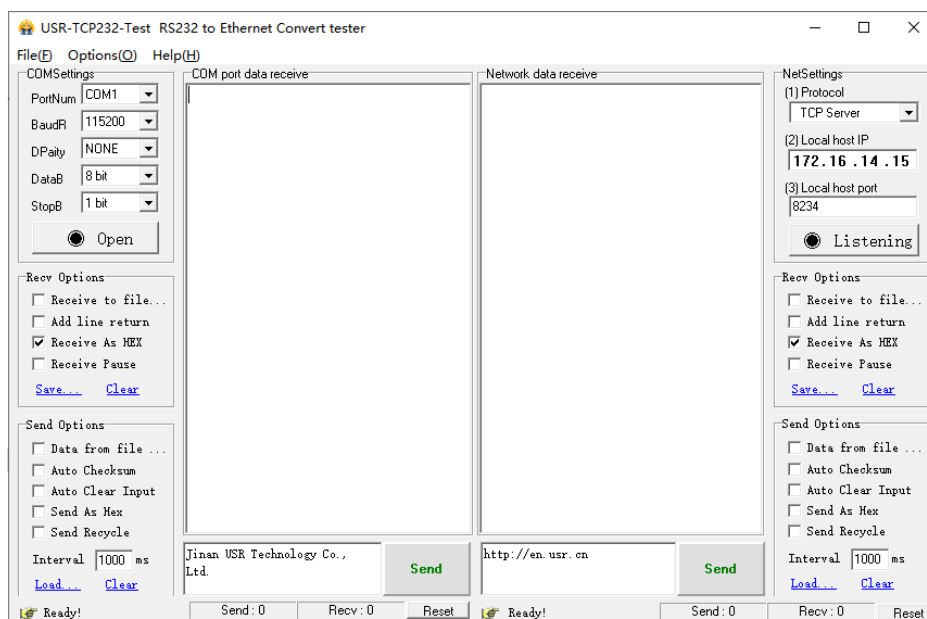 USR-TCP232-Test RS232 to Ethernet Convert tester
File(F) Options(O) Help(H)
COMSettings
PortNum COM1
BaudR 115200
DPaity NONE
DataB 8 bit
StopB 1 bit
Open
Recv Options
Receive to file...
Add line return
Receive As HEX
Receive Pause
Save... Clear
Send Options
Data from file ...
Auto Checksum
Auto Clear Input
Send As Hex
Send Recycle
Interval 1000 ms
Load... Clear
COM port data receive
Jinan USR Technology Co.,
Ltd.
Send
Network data receive
http://en.usr.cn
Send
NetSettings
(1) Protocol
TCP Server
(2) Local host IP
172.16 .14 .15
(3) Local host port
8234
Listening
Recv Options
Receive to file...
Add line return
Receive As HEX
Receive Pause
Save... Clear
Send Options
Data from file ...
Auto Checksum
Auto Clear Input
Send As Hex
Send Recycle
Interval 1000 ms
Load... Clear
Ready! Send : 0 Recv : 0 Reset
Ready! Send : 0 Recv : 0 Reset